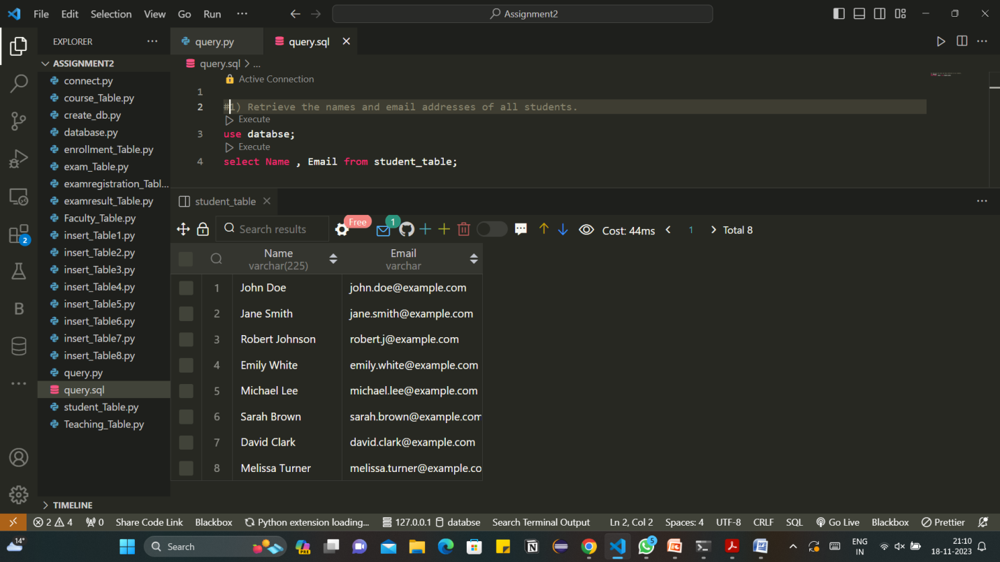 File Edit Selection View Go Run ... Assignment2
EXPLORER ... query.py query.sql
ASSIGNMENT2 query.sql > ...
Active Connection
1
2 #1) Retrieve the names and email addresses of all students.
Execute
3 use databse;
Execute
4 select Name , Email from student_table;
connect.py
course_Table.py
create_db.py
database.py
enrollment_Table.py
exam_Table.py
examregistration_Tabl...
examresult_Table.py
Faculty_Table.py
insert_Table1.py
insert_Table2.py
insert_Table3.py
insert_Table4.py
insert_Table5.py
insert_Table6.py
insert_Table7.py
insert_Table8.py
query.py
query.sql
student_Table.py
Teaching_Table.py
TIMELINE
2
B
student_table
Search results Free 1 Cost: 44ms < 1 > Total 8
Name Email
varchar(225) varchar
1 John Doe john.doe@example.com
2 Jane Smith jane.smith@example.com
3 Robert Johnson robert.j@example.com
4 Emily White emily.white@example.com
5 Michael Lee michael.lee@example.com
6 Sarah Brown sarah.brown@example.com
7 David Clark david.clark@example.com
8 Melissa Turner melissa.turner@example.co
2 4 0 Share Code Link Blackbox Python extension loading... 127.0.0.1 databse Search Terminal Output Ln 2, Col 2 Spaces: 4 UTF-8 CRLF SQL Go Live Blackbox Prettier
14° Search PRE 5 ENG 21:10
IN 18-11-2023